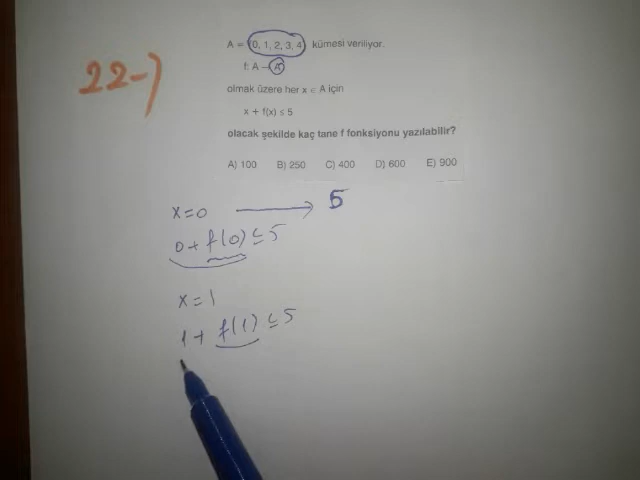 22-)
A = {0, 1, 2, 3, 4} kümesi veriliyor.
f: A → A
olmak üzere her x ∈ A için
x + f(x) ≤ 5
olacak şekilde kaç tane f fonksiyonu yazılabilir?
A) 100 B) 250 C) 400 D) 600 E) 900
x=0 → 5
0+f(0)≤5
x=1
1+f(1)≤5